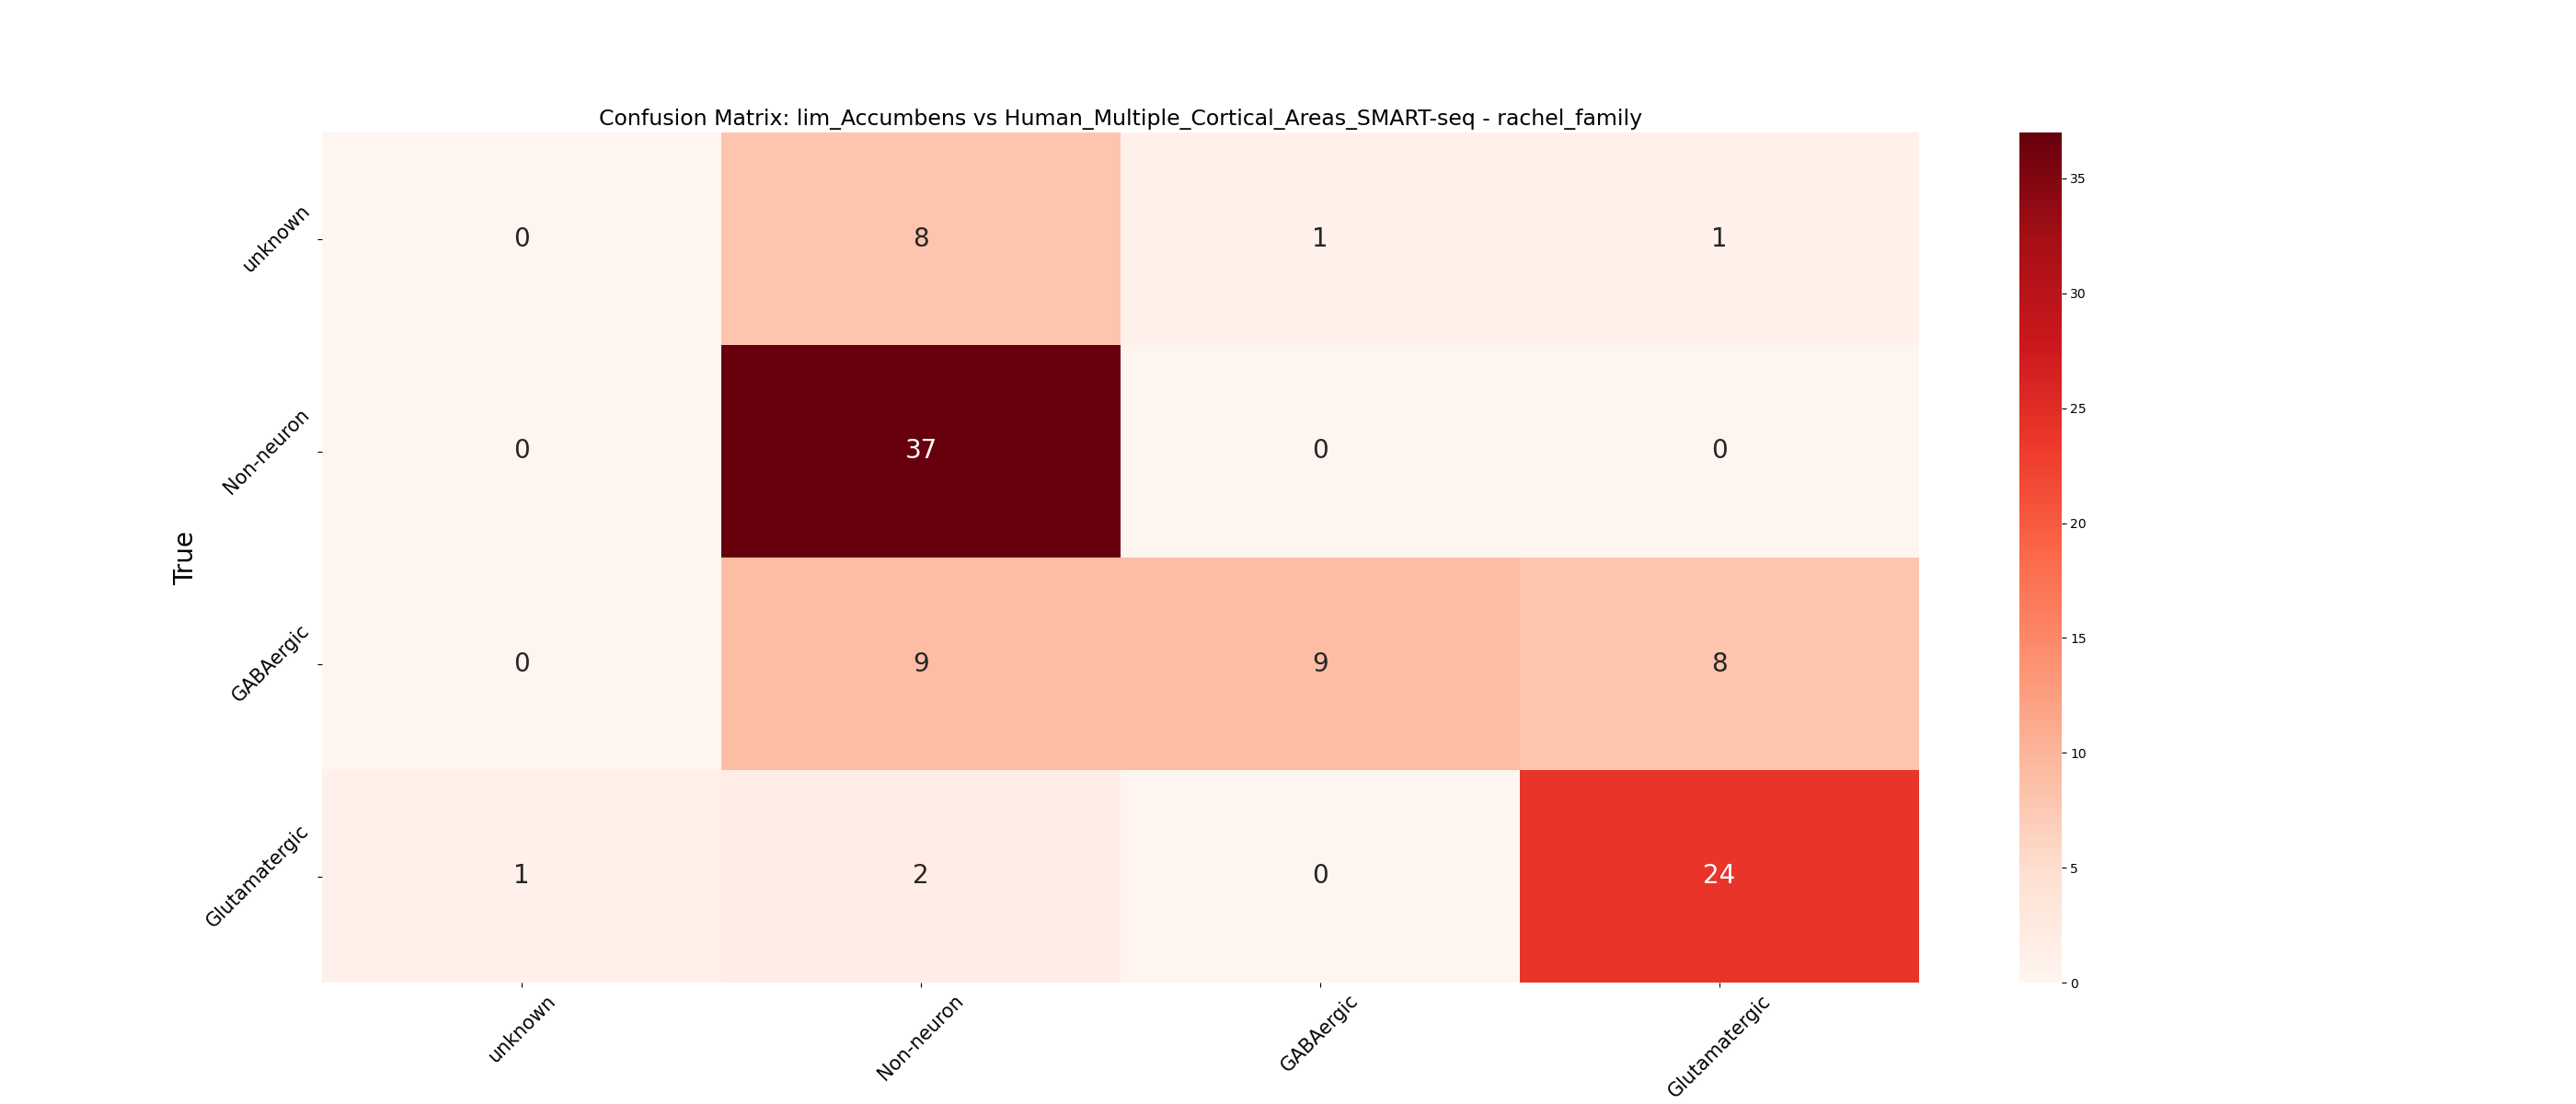 Confusion Matrix: lim_Accumbens vs Human_Multiple_Cortical_Areas_SMART-seq - rachel_family
True
unknown 0 8 1 1
Non-neuron 0 37 0 0
GABAergic 0 9 9 8
Glutamatergic 1 2 0 24
unknown Non-neuron GABAergic Glutamatergic
35
30
25
20
15
10
5
0